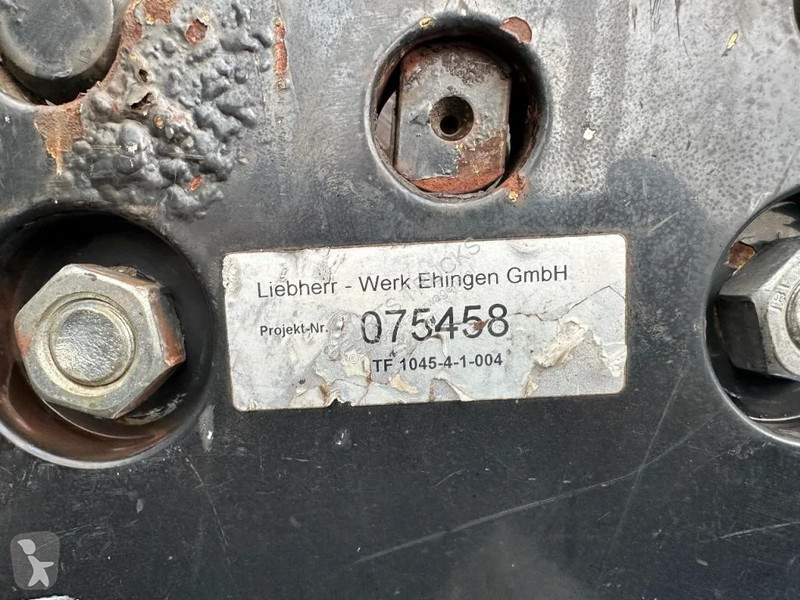 Liebherr - Werk Ehingen GmbH
Projekt-Nr. 075458
TF 1045-4-1-004